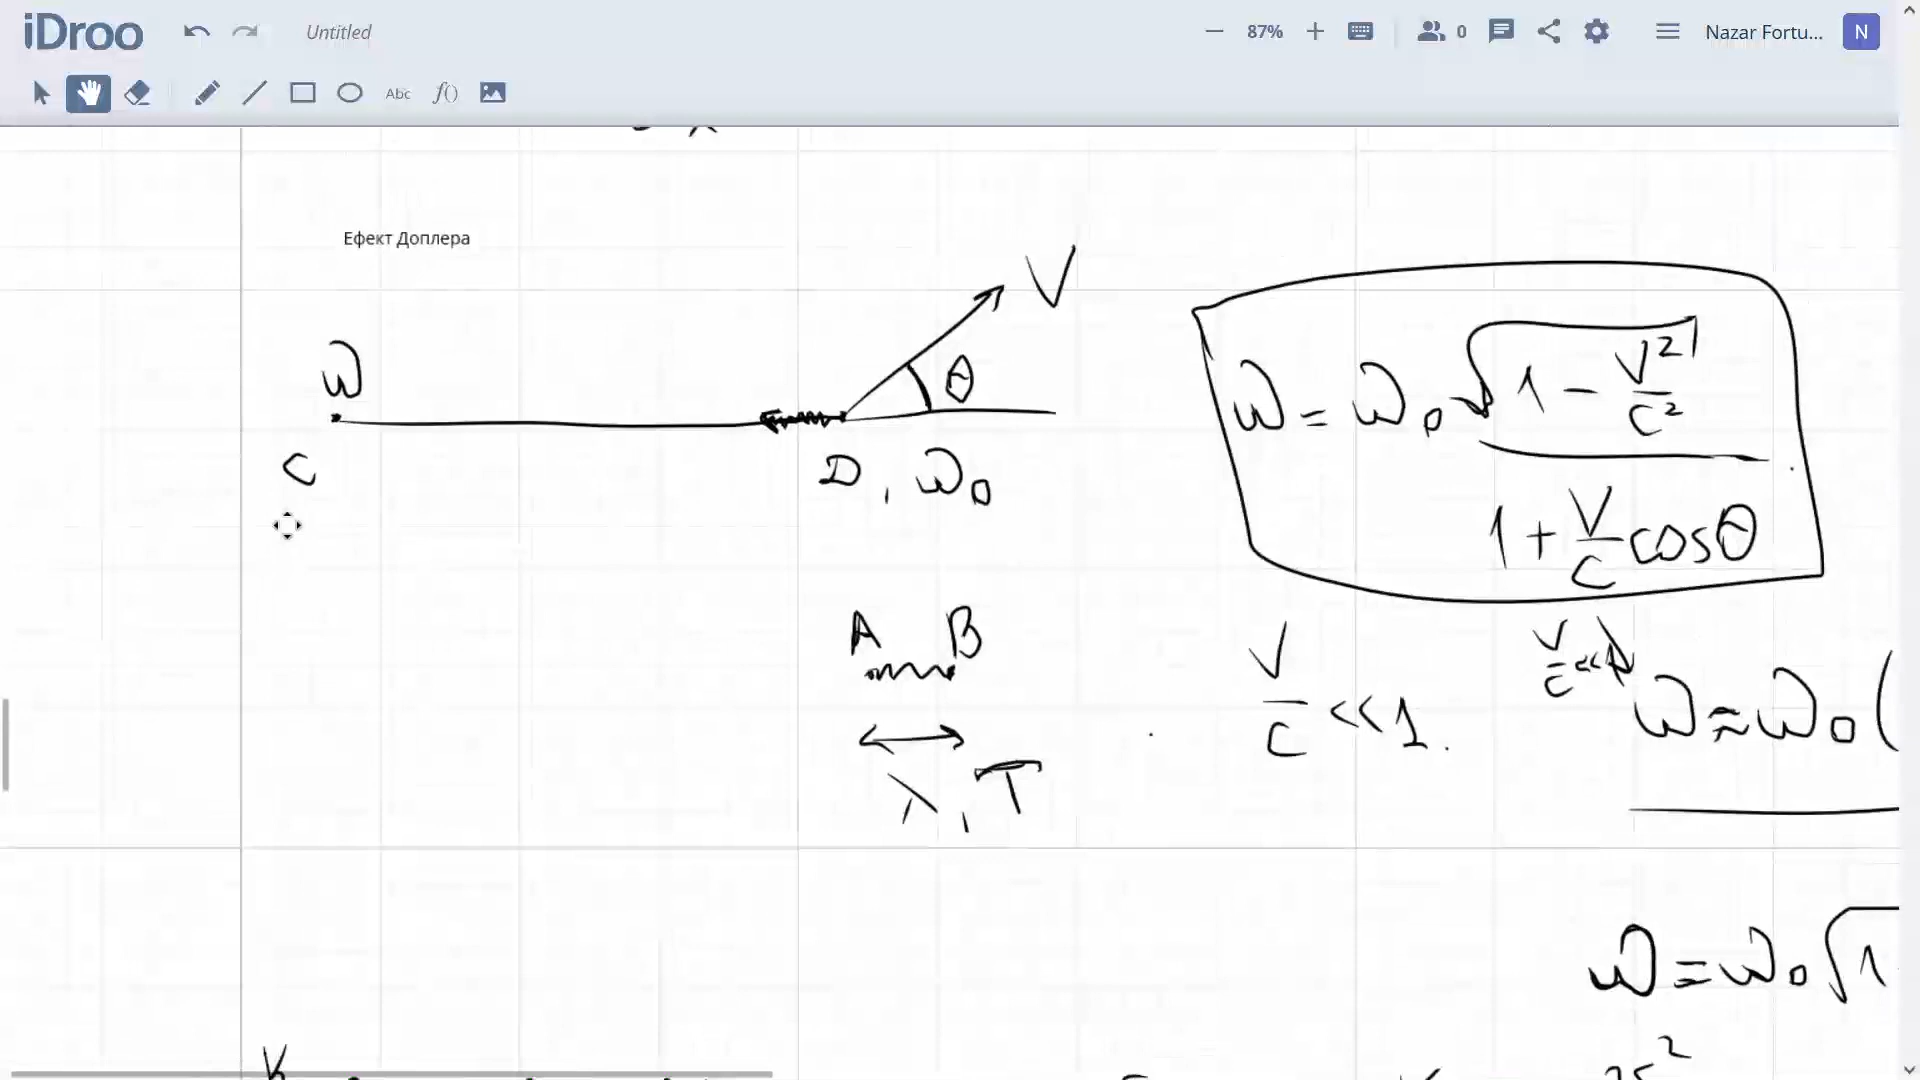 iDroo
Untitled
87%
0
Nazar Fortu...
N
Abc
f()
Ефект Доплера
V
ω
θ
C
D, ω₀
ω = ω₀ √(1 - V²/c²) / (1 + V/c cosθ)
A B
λ, T
V/c << 1.
V/c << 1
ω ≈ ω₀ (
ω = ω₀ √1
K